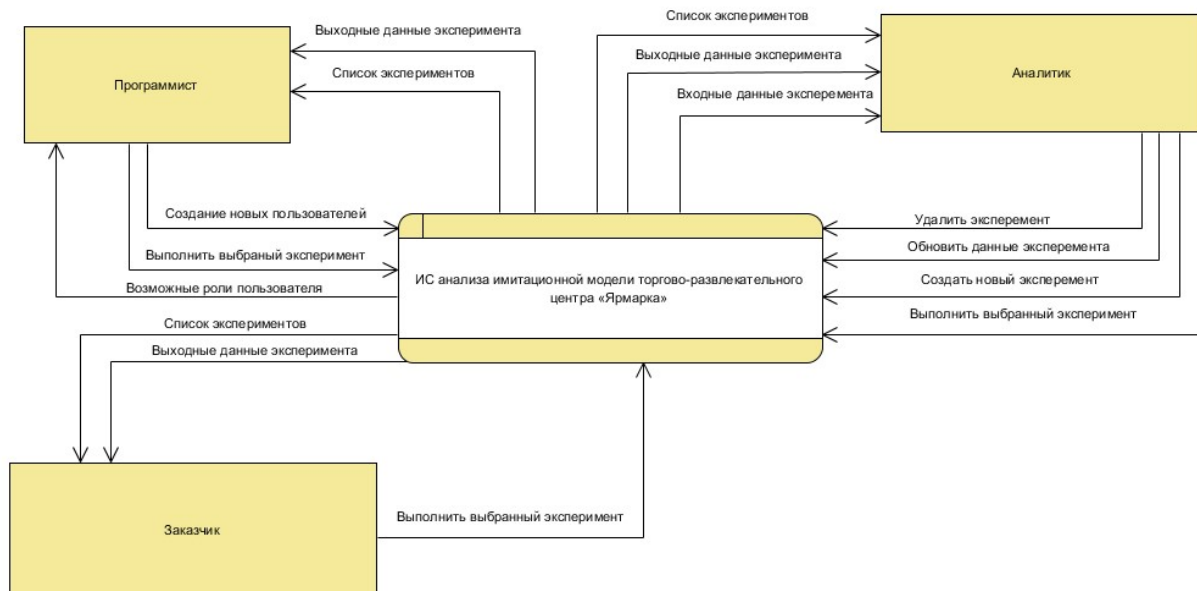 Список экспериментов
Выходные данные эксперимента
Выходные данные эксперимента
Программист
Список экспериментов
Аналитик
Входные данные эксперемента
Создание новых пользователей
Удалить эксперемент
Выполнить выбраный эксперимент
Обновить данные эксперемента
ИС анализа имитационной модели торгово-развлекательного
центра «Ярмарка»
Возможные роли пользователя
Создать новый эксперемент
Список экспериментов
Выполнить выбранный эксперимент
Выходные данные эксперимента
Заказчик
Выполнить выбранный эксперимент